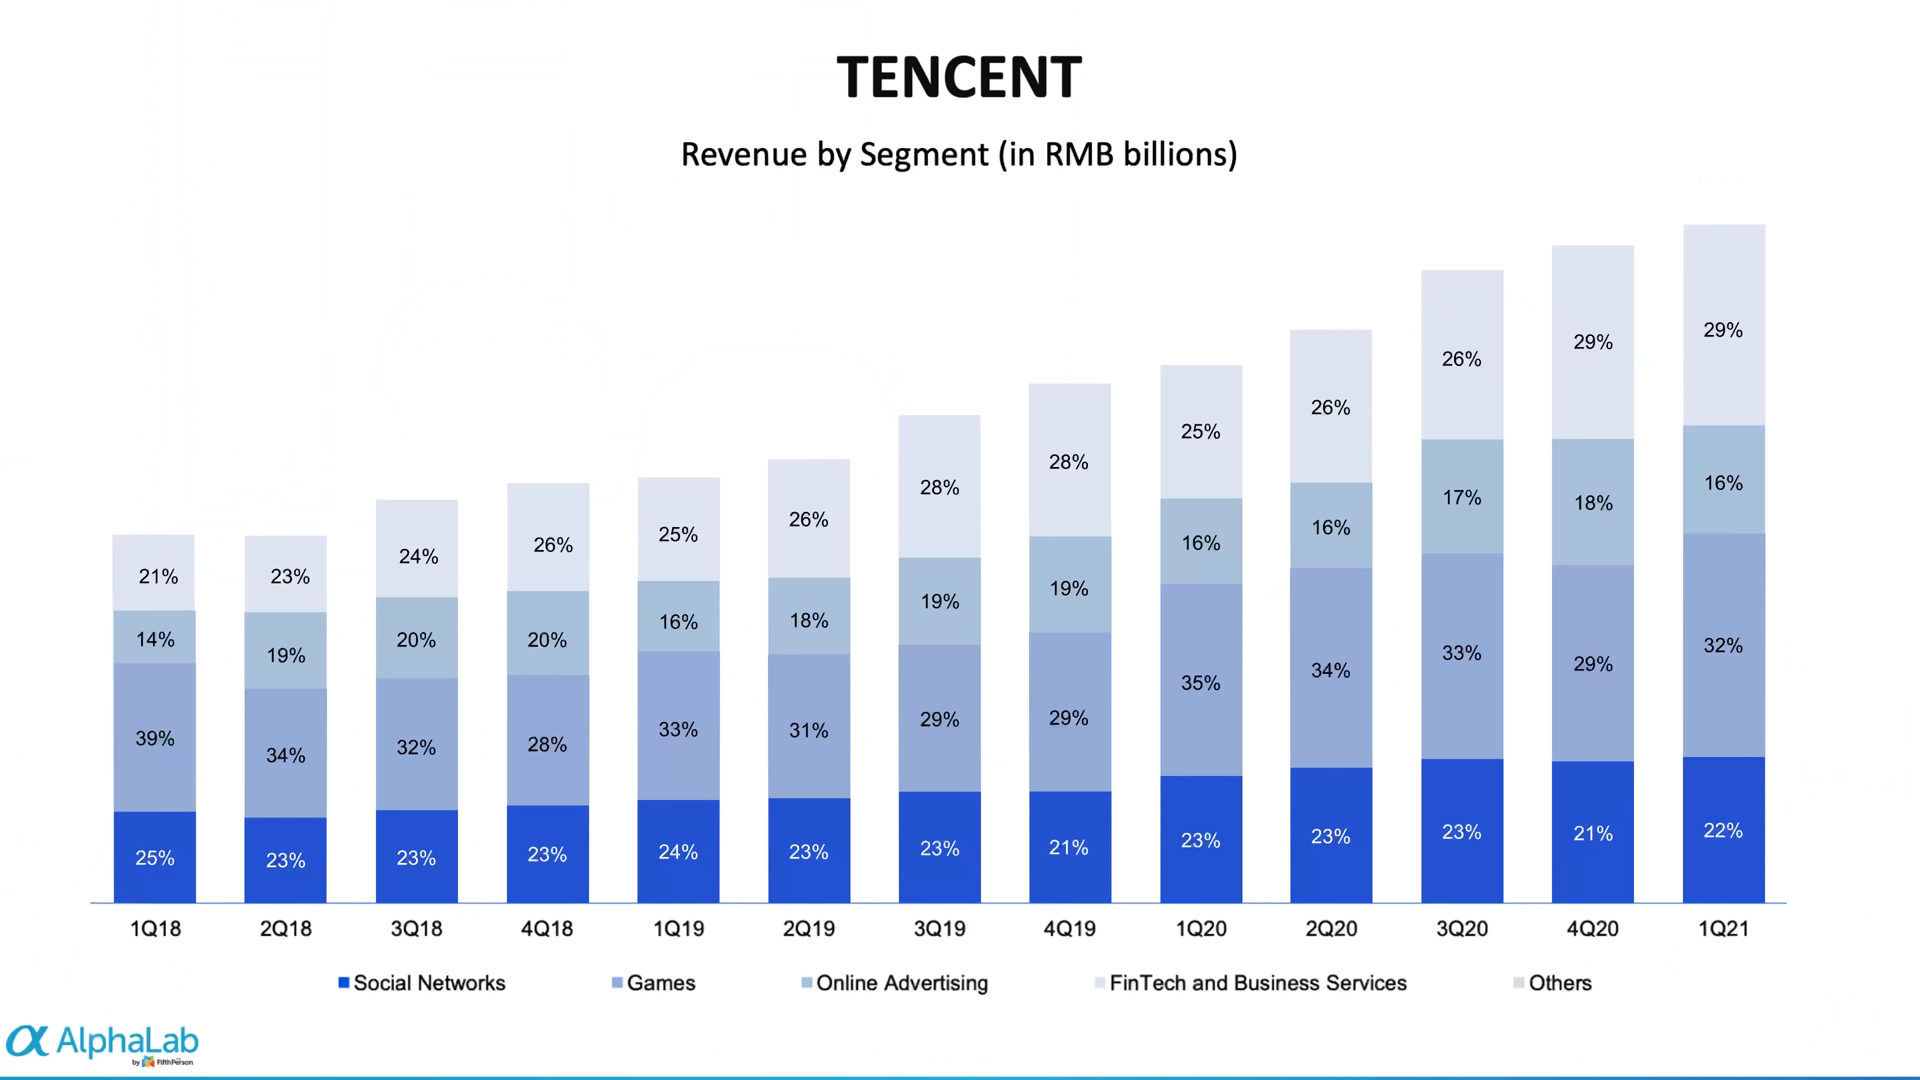 TENCENT
Revenue by Segment (in RMB billions)
21% 23% 24% 26% 25% 26% 28% 28% 25% 26% 26% 29% 29%
14% 19% 20% 20% 16% 18% 19% 19% 16% 16% 17% 18% 16%
39% 34% 32% 28% 33% 31% 29% 29% 35% 34% 33% 29% 32%
25% 23% 23% 23% 24% 23% 23% 21% 23% 23% 23% 21% 22%
1Q18 2Q18 3Q18 4Q18 1Q19 2Q19 3Q19 4Q19 1Q20 2Q20 3Q20 4Q20 1Q21
Social Networks Games Online Advertising FinTech and Business Services Others
AlphaLab
by FifthPerson